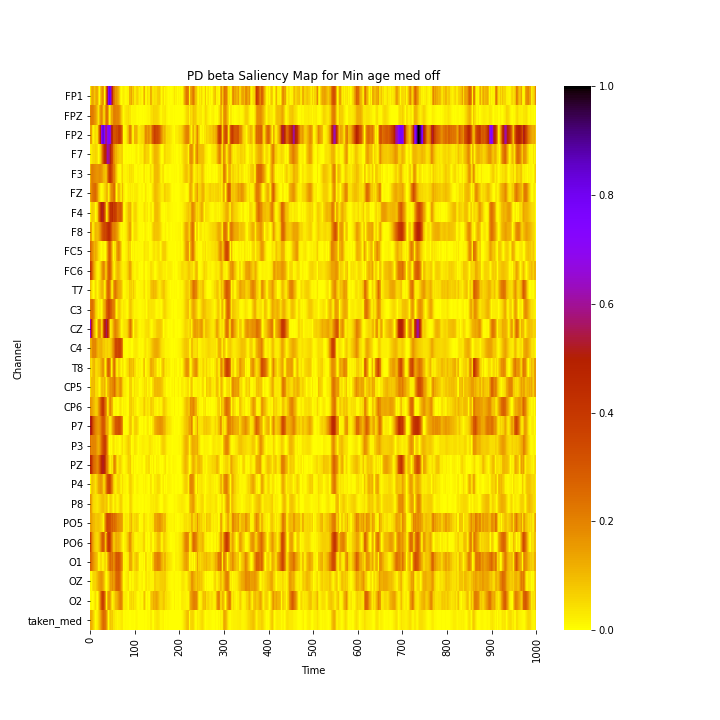 PD beta Saliency Map for Min age med off
FP1
FPZ
FP2
F7
F3
FZ
F4
F8
FC5
FC6
T7
C3
CZ
C4
T8
CP5
CP6
P7
P3
PZ
P4
P8
PO5
PO6
O1
OZ
O2
taken_med
Channel
0
100
200
300
400
500
600
700
800
900
1000
Time
1.0
0.8
0.6
0.4
0.2
0.0